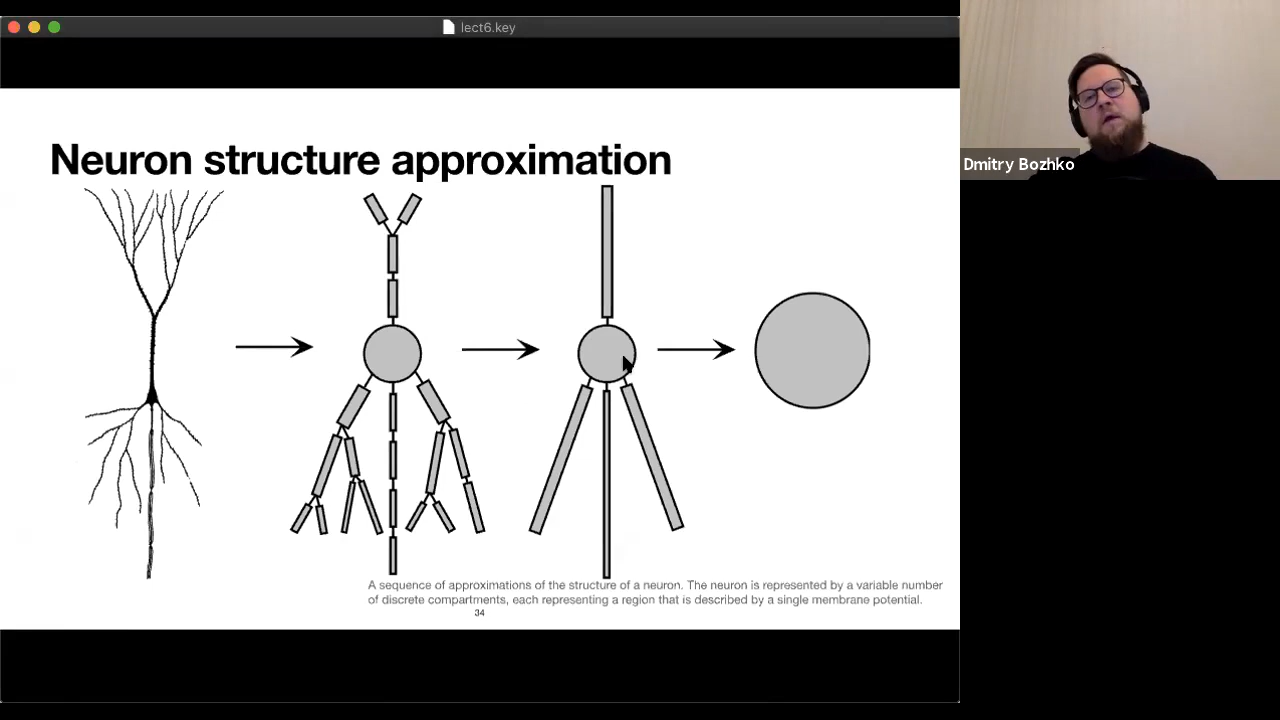 lect6.key
Neuron structure approximation
A sequence of approximations of the structure of a neuron. The neuron is represented by a variable number
of discrete compartments, each representing a region that is described by a single membrane potential.
34
Dmitry Bozhko